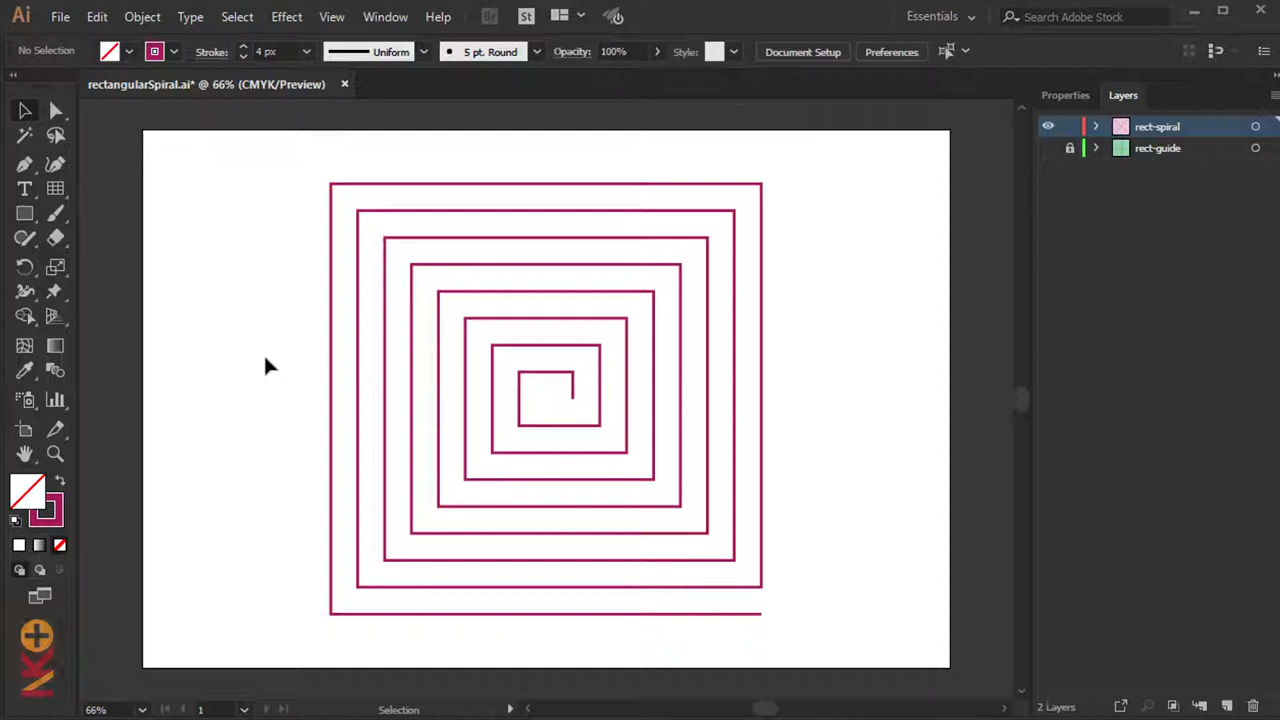 Ai File Edit Object Type Select Effect View Window Help Br St Essentials Search Adobe Stock
No Selection Stroke: 4 px Uniform 5 pt. Round Opacity: 100% Style: Document Setup Preferences
rectangularSpiral.ai* @ 66% (CMYK/Preview)
Properties Layers
rect-spiral
rect-guide
NK
66% 1 Selection 2 Layers